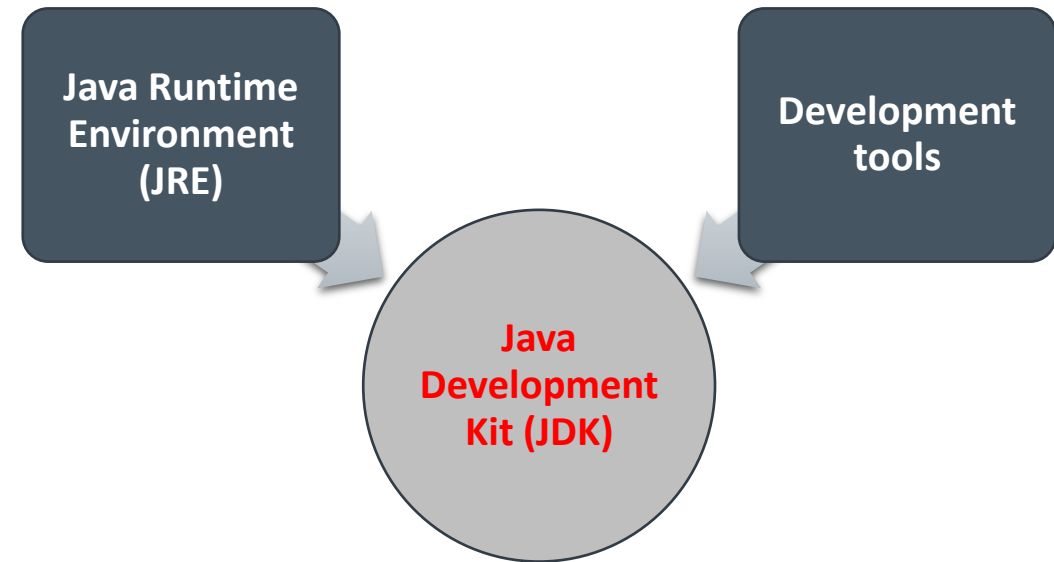 Java Runtime
Environment
(JRE)
Development
tools
Java
Development
Kit (JDK)